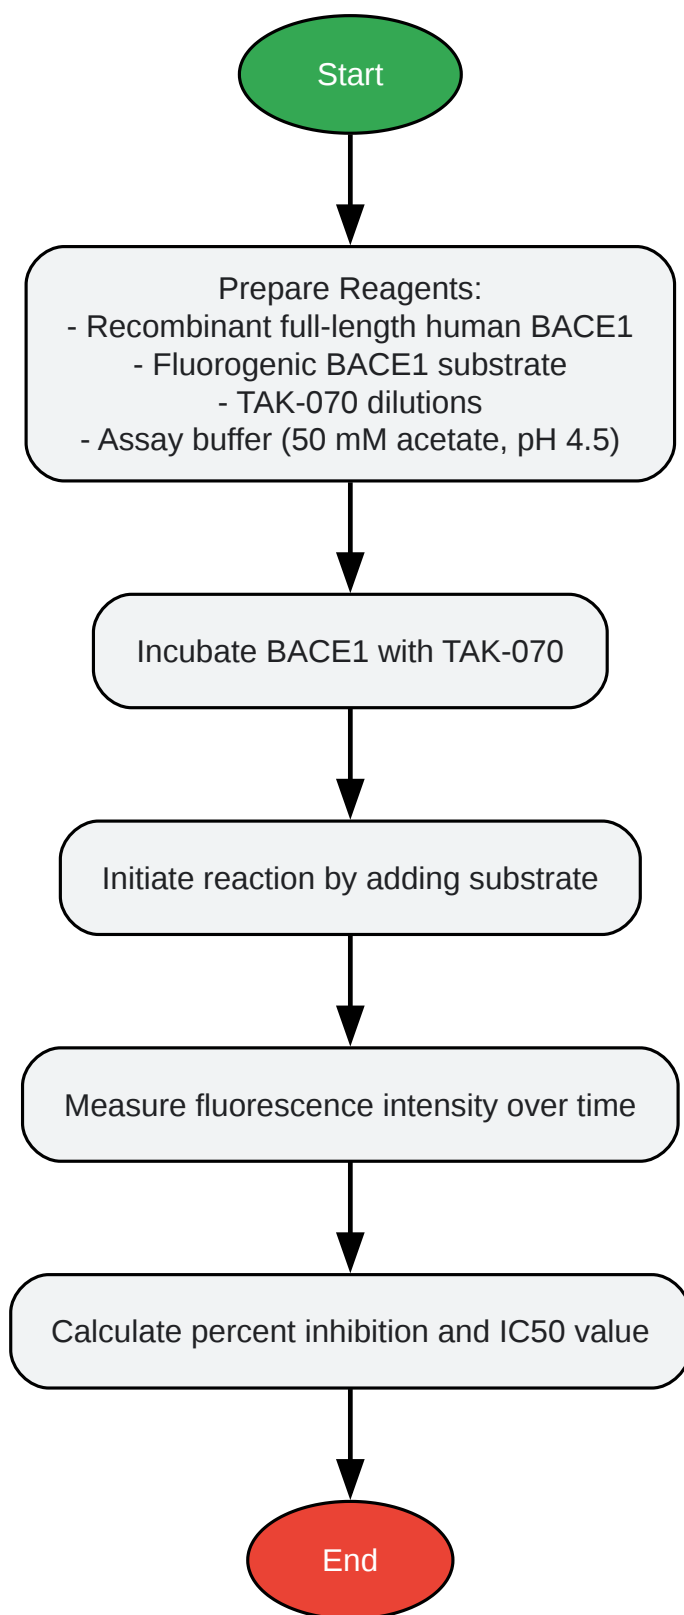 Start
Prepare Reagents:
- Recombinant full-length human BACE1
- Fluorogenic BACE1 substrate
- TAK-070 dilutions
- Assay buffer (50 mM acetate, pH 4.5)
Incubate BACE1 with TAK-070
Initiate reaction by adding substrate
Measure fluorescence intensity over time
Calculate percent inhibition and IC50 value
End